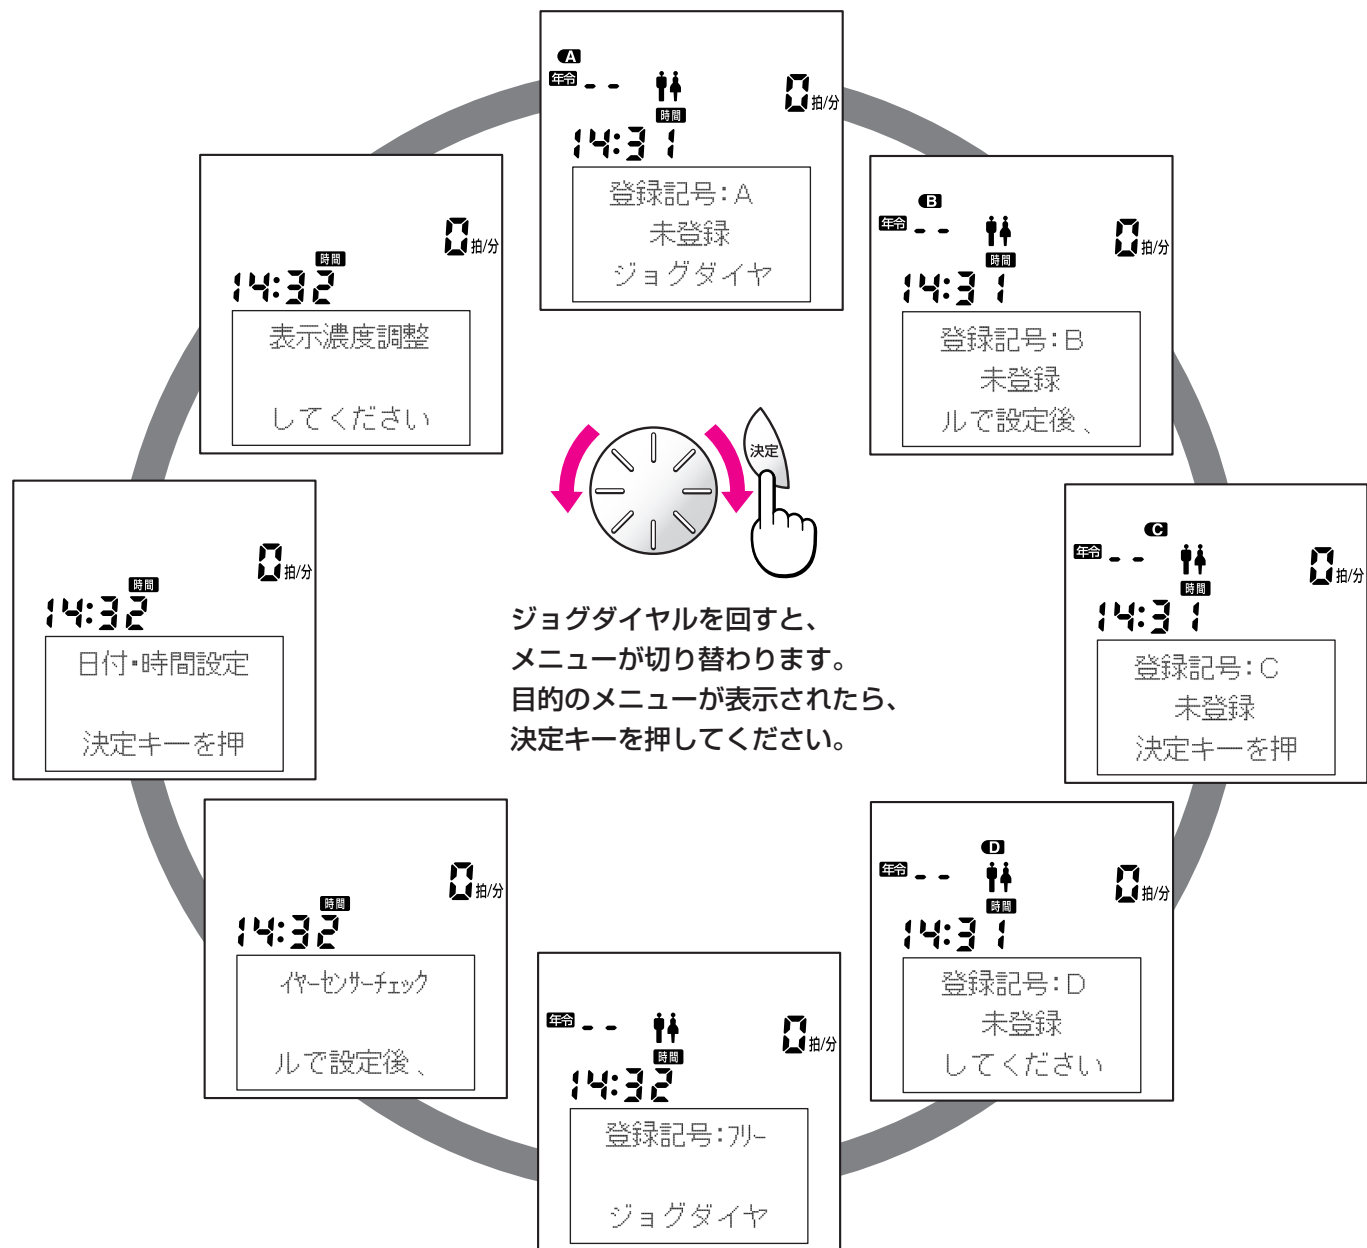 A
年令 -- 0 拍/分
時間
14:31
登録記号:A
未登録
ジョグダイヤ
B
年令 -- 0 拍/分
時間
14:31
登録記号:B
未登録
ルで設定後、
C
年令 -- 0 拍/分
時間
14:31
登録記号:C
未登録
決定キーを押
D
年令 -- 0 拍/分
時間
14:31
登録記号:D
未登録
してください
年令 -- 0 拍/分
時間
14:32
登録記号:フリー
ジョグダイヤ
0 拍/分
時間
14:32
イヤーセンサーチェック
ルで設定後、
0 拍/分
時間
14:32
日付・時間設定
決定キーを押
0 拍/分
時間
14:32
表示濃度調整
してください
決定
ジョグダイヤルを回すと、
メニューが切り替わります。
目的のメニューが表示されたら、
決定キーを押してください。